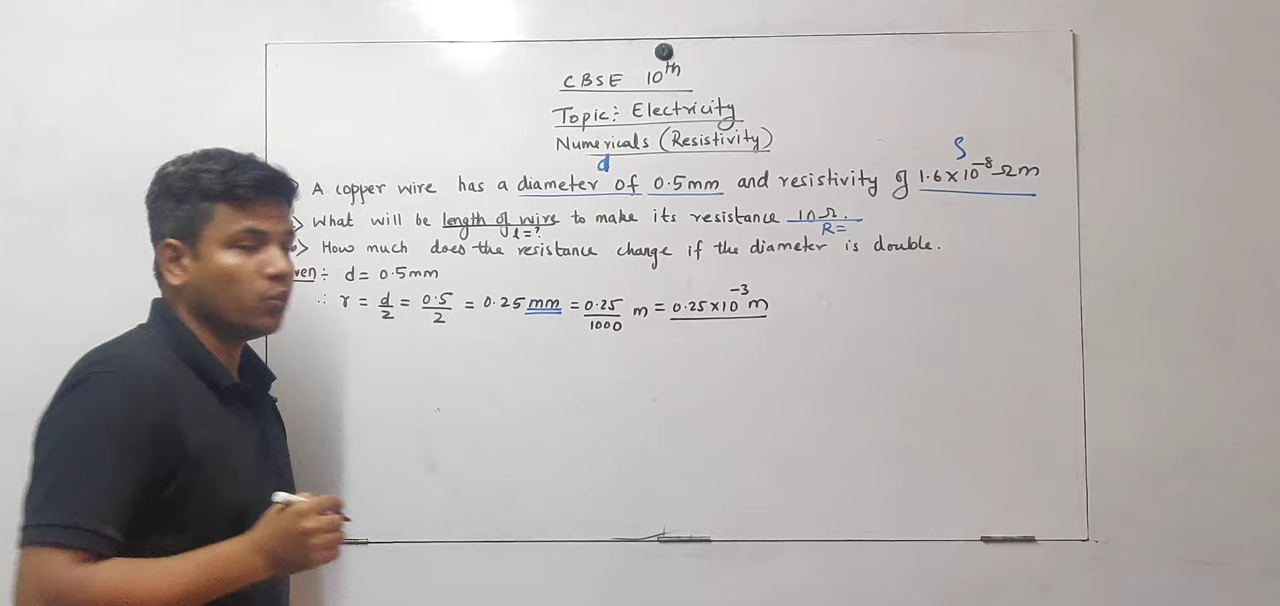 CBSE 10th
Topic:- Electricity
Numericals (Resistivity)
d
S
A copper wire has a diameter of 0.5mm and resistivity of 1.6×10⁻⁸Ωm
> What will be length of wire to make its resistance 10Ω.
l=?
R=
> How much does the resistance change if the diameter is double.
ven:- d= 0.5mm
∴ r = d/2 = 0.5/2 = 0.25 mm = 0.25/1000 m = 0.25×10⁻³ m